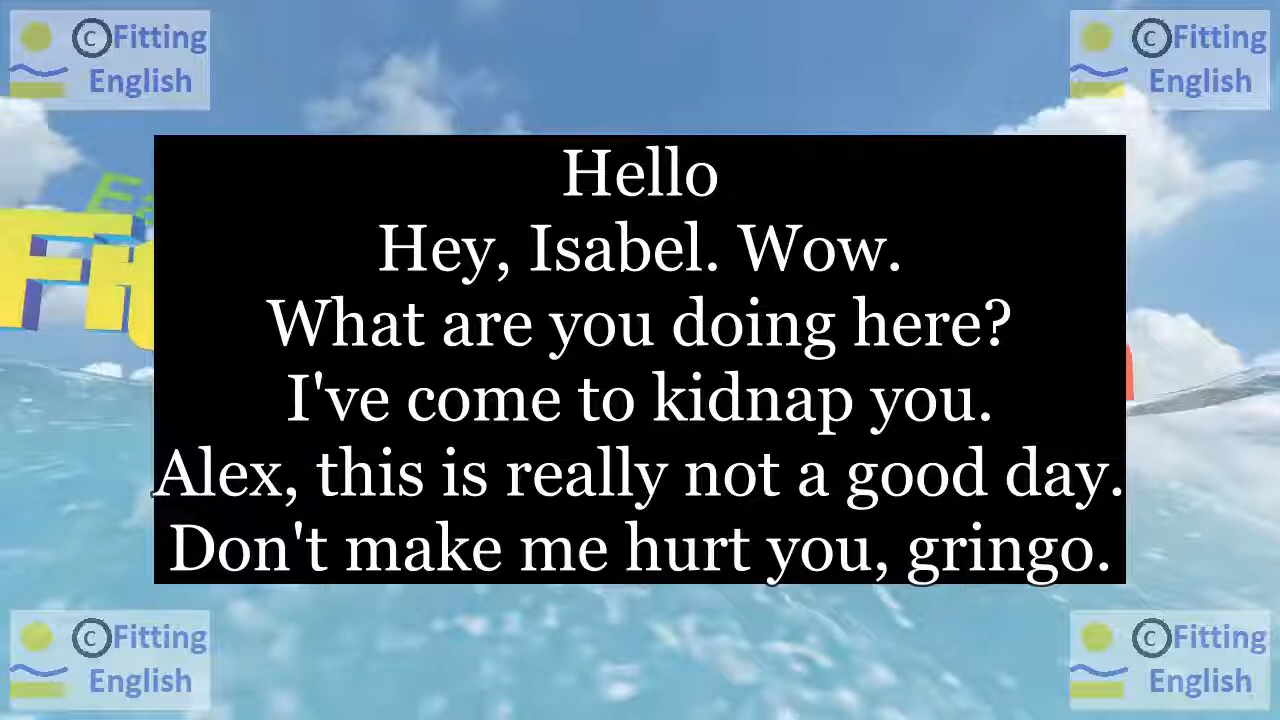 ©Fitting
English
©Fitting
English
Hello
Hey, Isabel. Wow.
What are you doing here?
I've come to kidnap you.
Alex, this is really not a good day.
Don't make me hurt you, gringo.
©Fitting
English
©Fitting
English